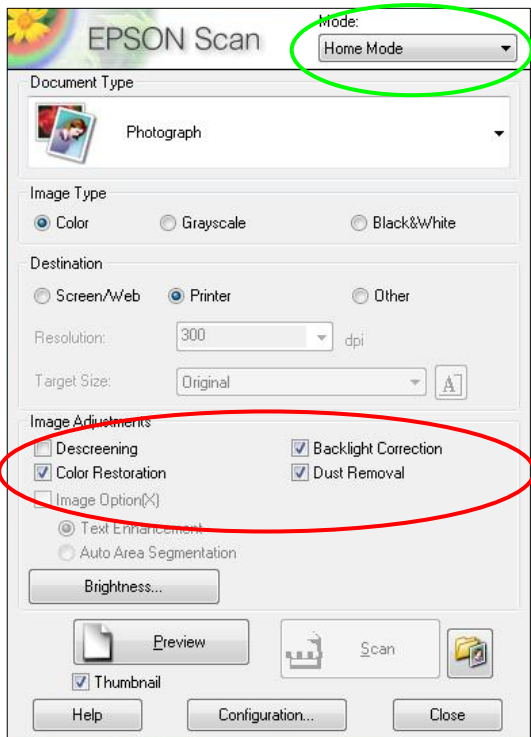 EPSON Scan
Mode:
Home Mode
Document Type
Photograph
Image Type
Color Grayscale Black&White
Destination
Screen/Web Printer Other
Resolution: 300 dpi
Target Size: Original A
Image Adjustments
Descreening Backlight Correction
Color Restoration Dust Removal
Image Option(X)
Text Enhancement
Auto Area Segmentation
Brightness...
Preview Scan
Thumbnail
Help Configuration... Close